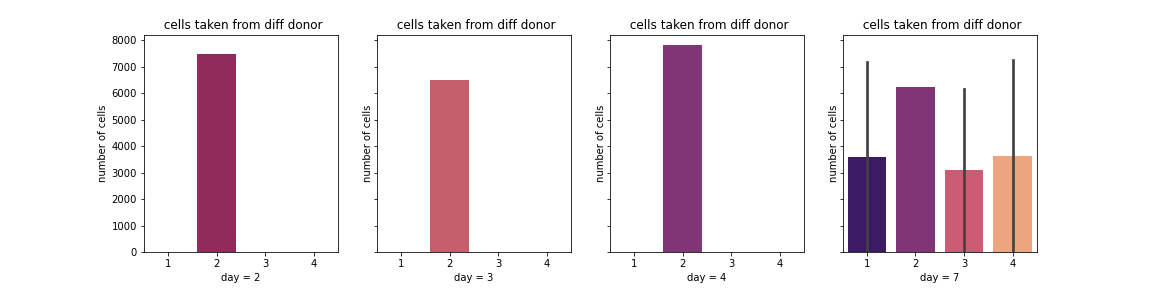 cells taken from diff donor
number of cells
8000
7000
6000
5000
4000
3000
2000
1000
0
1 2 3 4
day = 2
cells taken from diff donor
number of cells
1 2 3 4
day = 3
cells taken from diff donor
number of cells
1 2 3 4
day = 4
cells taken from diff donor
number of cells
1 2 3 4
day = 7